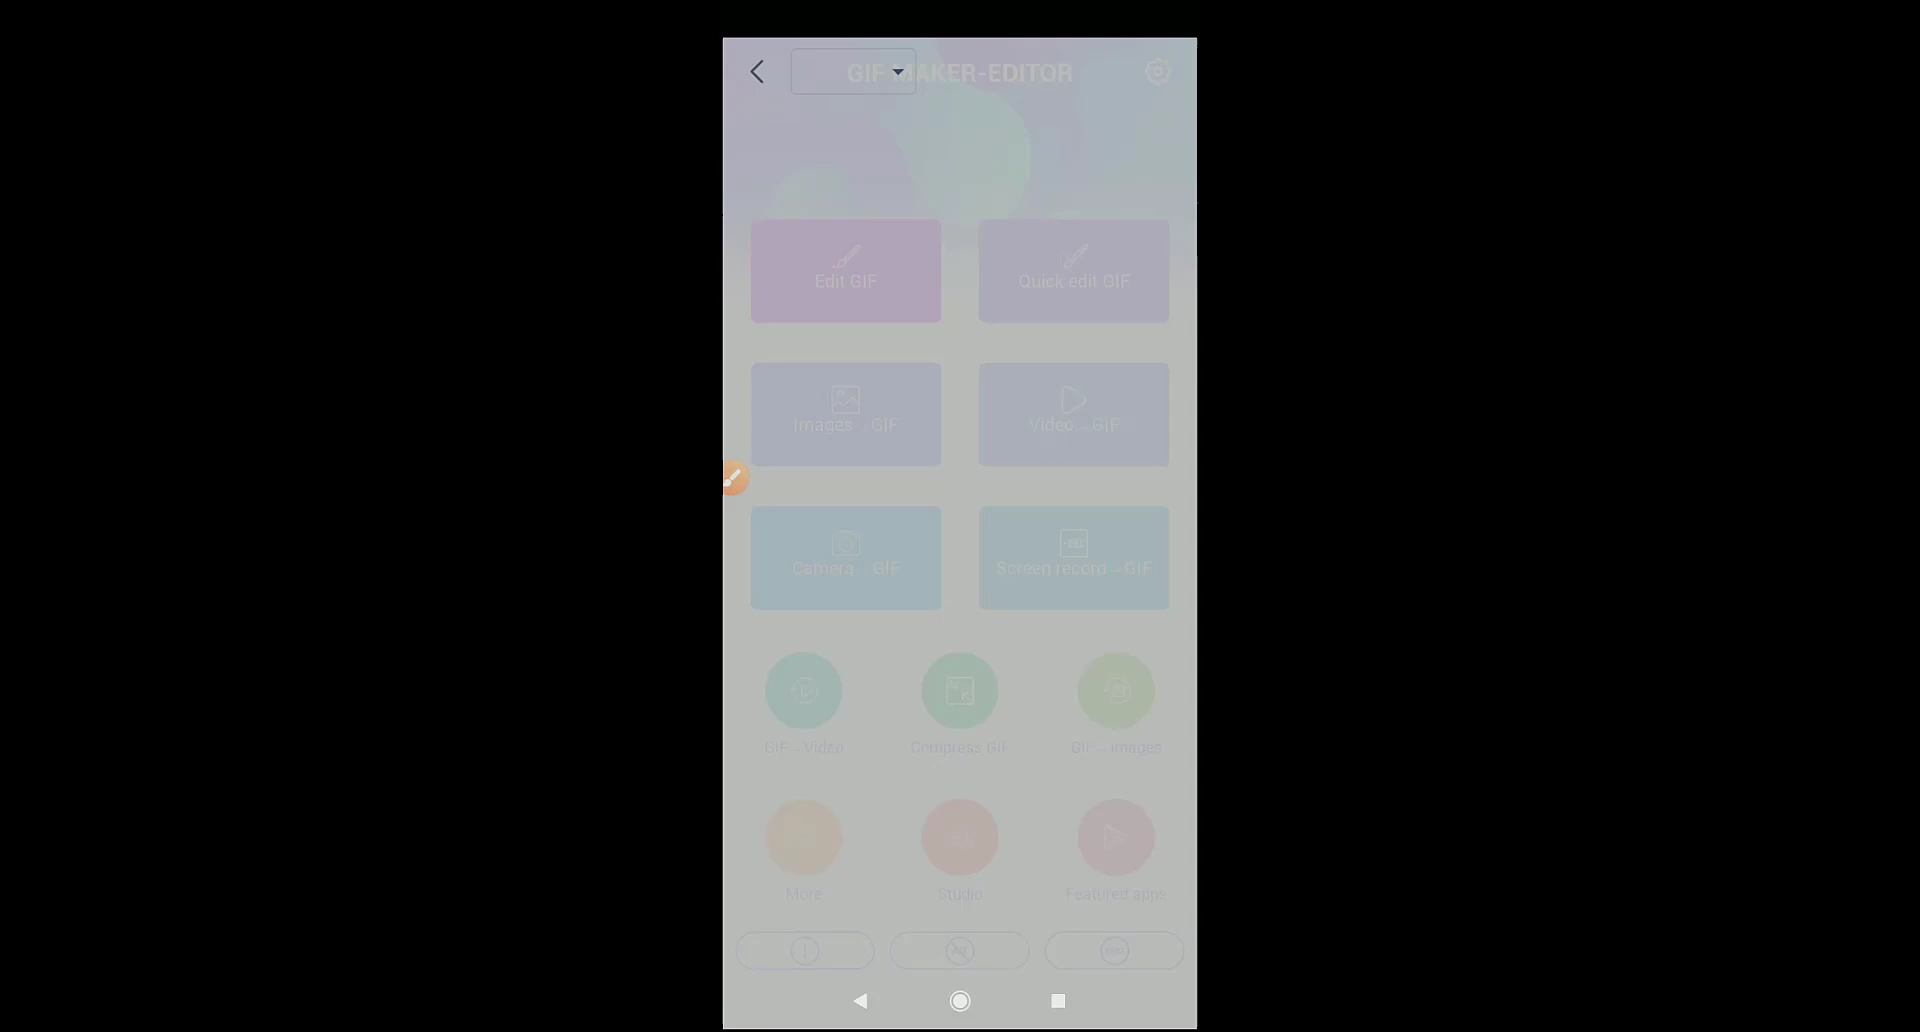 GIF MAKER-EDITOR
Edit GIF
Quick edit GIF
Images → GIF
Video → GIF
Camera → GIF
Screen record → GIF
GIF → Video
Compress GIF
GIF → Images
More
Studio
Featured apps